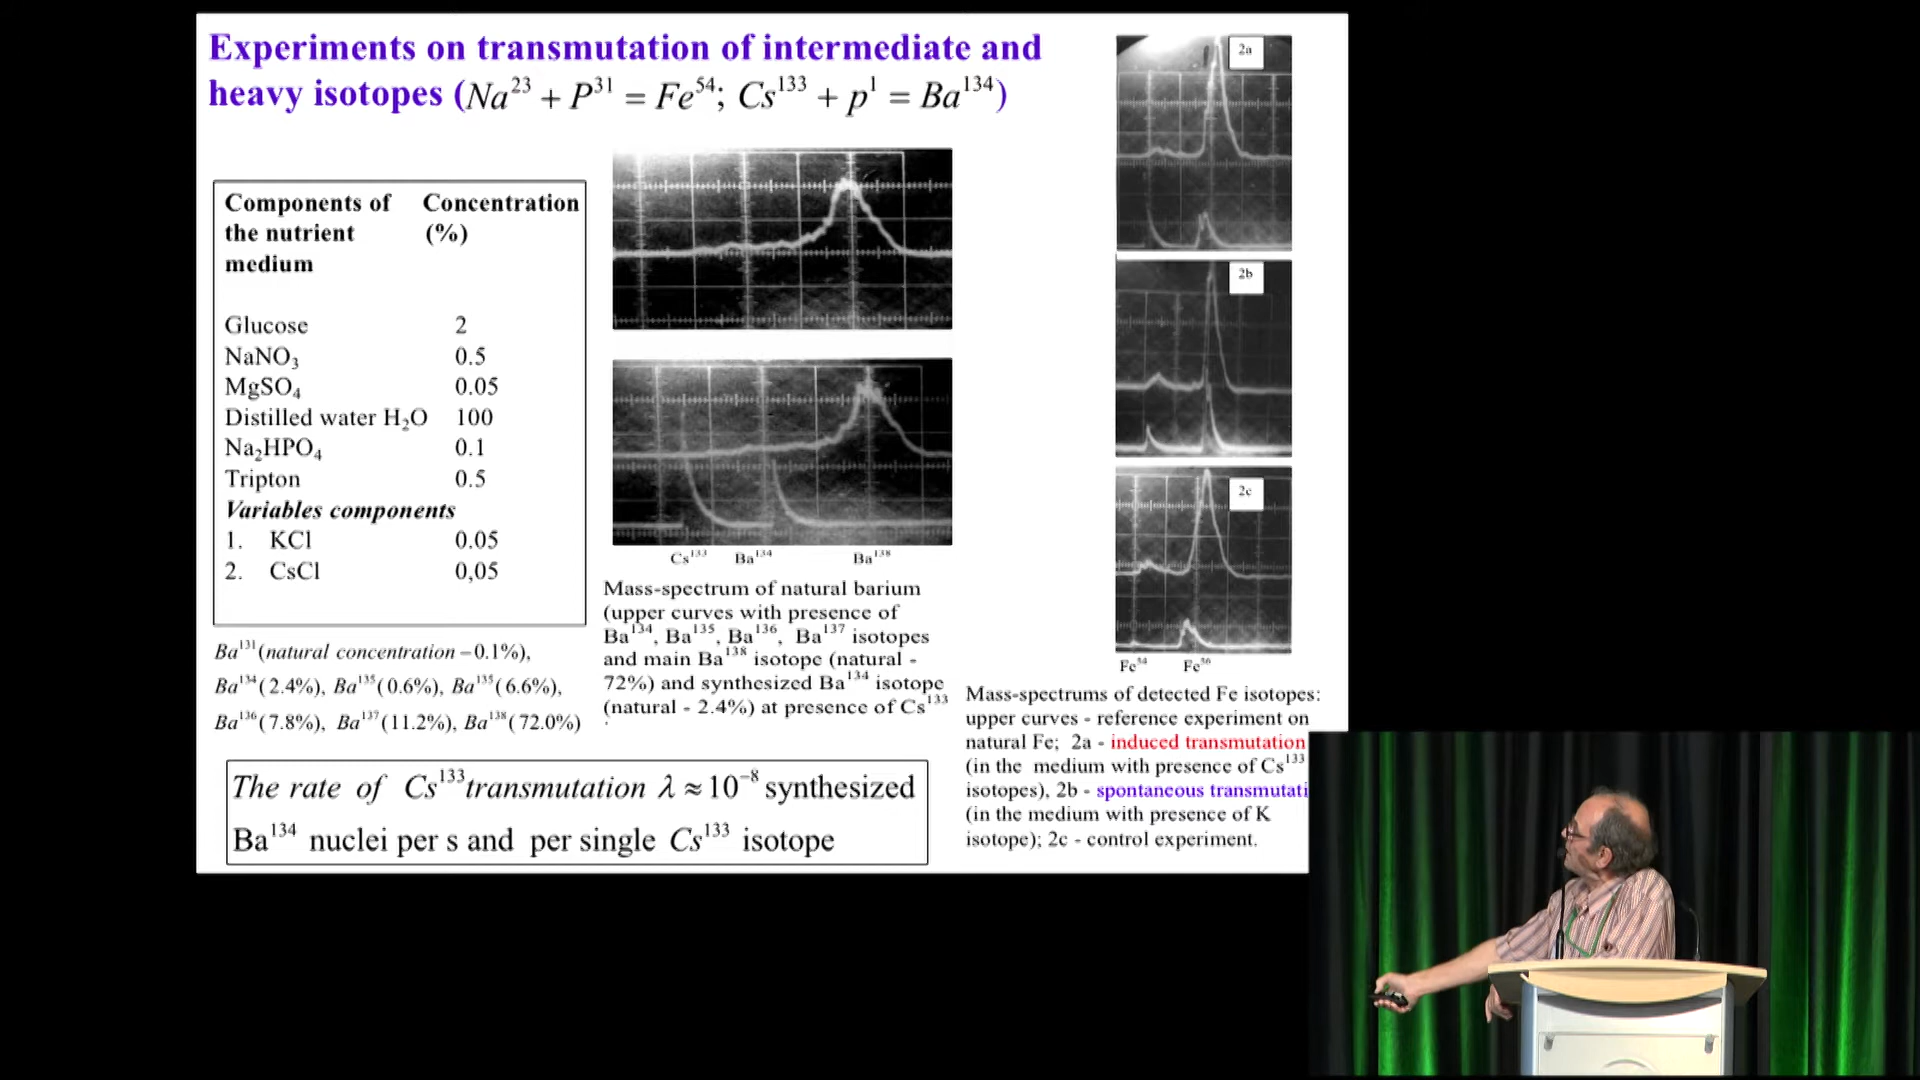 Experiments on transmutation of intermediate and
heavy isotopes (Na²³ + P³¹ = Fe⁵⁴; Cs¹³³ + p¹ = Ba¹³⁴)
Components of the nutrient medium Concentration (%)
Glucose 2
NaNO₃ 0.5
MgSO₄ 0.05
Distilled water H₂O 100
Na₂HPO₄ 0.1
Tripton 0.5
Variables components
1. KCl 0.05
2. CsCl 0,05
Ba¹³¹(natural concentration – 0.1%),
Ba¹³⁴(2.4%), Ba¹³⁵(0.6%), Ba¹³⁵(6.6%),
Ba¹³⁶(7.8%), Ba¹³⁷(11.2%), Ba¹³⁸(72.0%)
The rate of Cs¹³³transmutation λ ≈ 10⁻⁸ synthesized
Ba¹³⁴ nuclei per s and per single Cs¹³³ isotope
Cs¹³³ Ba¹³⁴ Ba¹³⁸
Mass-spectrum of natural barium
(upper curves with presence of
Ba¹³⁴, Ba¹³⁵, Ba¹³⁶, Ba¹³⁷ isotopes
and main Ba¹³⁸ isotope (natural -
72%) and synthesized Ba¹³⁴ isotope
(natural - 2.4%) at presence of Cs¹³³
.
2a
2b
2c
Fe⁵⁴ Fe⁵⁶
Mass-spectrums of detected Fe isotopes:
upper curves - reference experiment on
natural Fe; 2a - induced transmutation
(in the medium with presence of Cs¹³³
isotopes), 2b - spontaneous transmutati
(in the medium with presence of K
isotope); 2c - control experiment.